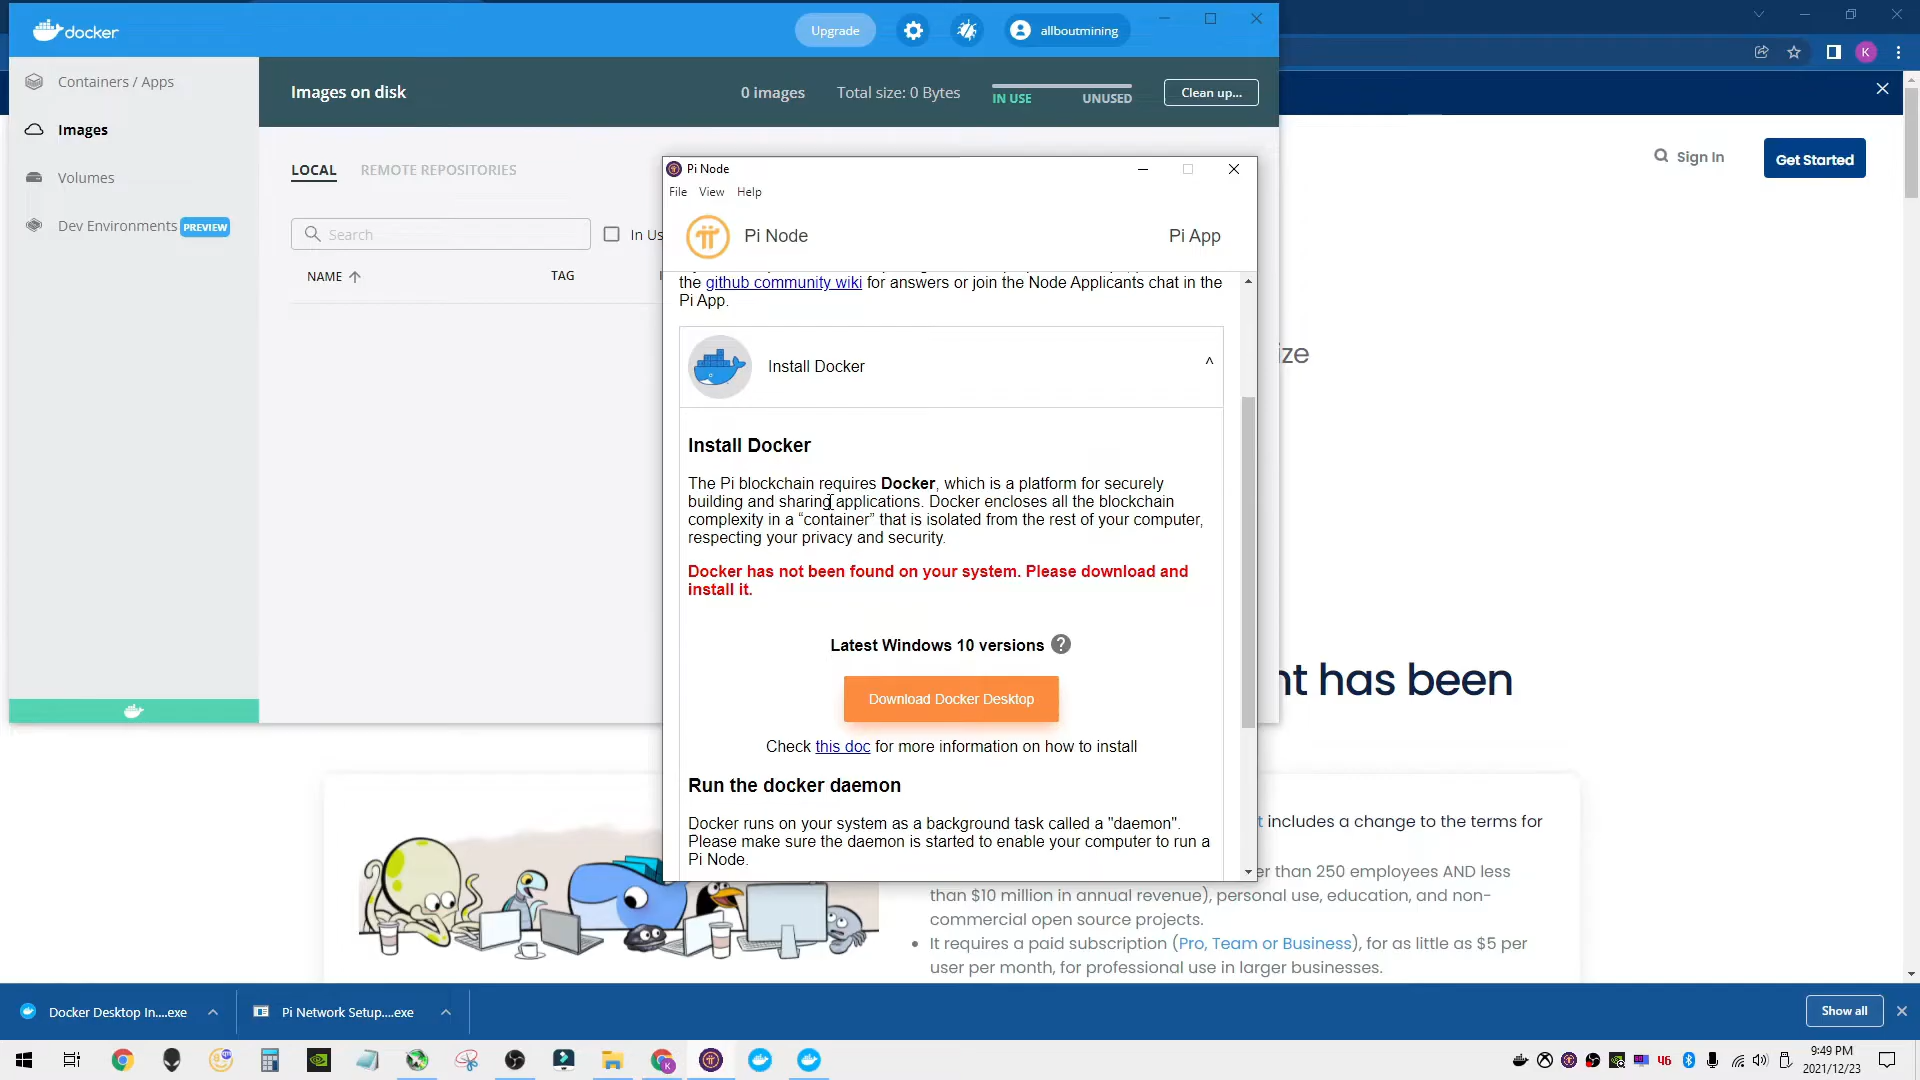 docker
Upgrade
allboutmining
Containers / Apps
Images
Volumes
Dev Environments PREVIEW
Images on disk
0 images
Total size: 0 Bytes
IN USE
UNUSED
Clean up...
LOCAL
REMOTE REPOSITORIES
Search
In Us
NAME
TAG
K
Sign In
Get Started
ize
nt has been
Pi Node
File View Help
Pi Node
Pi App
the github community wiki for answers or join the Node Applicants chat in the
Pi App.
Install Docker
^
Install Docker
The Pi blockchain requires Docker, which is a platform for securely
building and sharing applications. Docker encloses all the blockchain
complexity in a “container” that is isolated from the rest of your computer,
respecting your privacy and security.
Docker has not been found on your system. Please download and
install it.
Latest Windows 10 versions ?
Download Docker Desktop
Check this doc for more information on how to install
Run the docker daemon
Docker runs on your system as a background task called a "daemon".
Please make sure the daemon is started to enable your computer to run a
Pi Node.
t includes a change to the terms for
er than 250 employees AND less
than $10 million in annual revenue), personal use, education, and non-
commercial open source projects.
It requires a paid subscription (Pro, Team or Business), for as little as $5 per
user per month, for professional use in larger businesses.
Docker Desktop In....exe
Pi Network Setup....exe
Show all
9:49 PM
2021/12/23